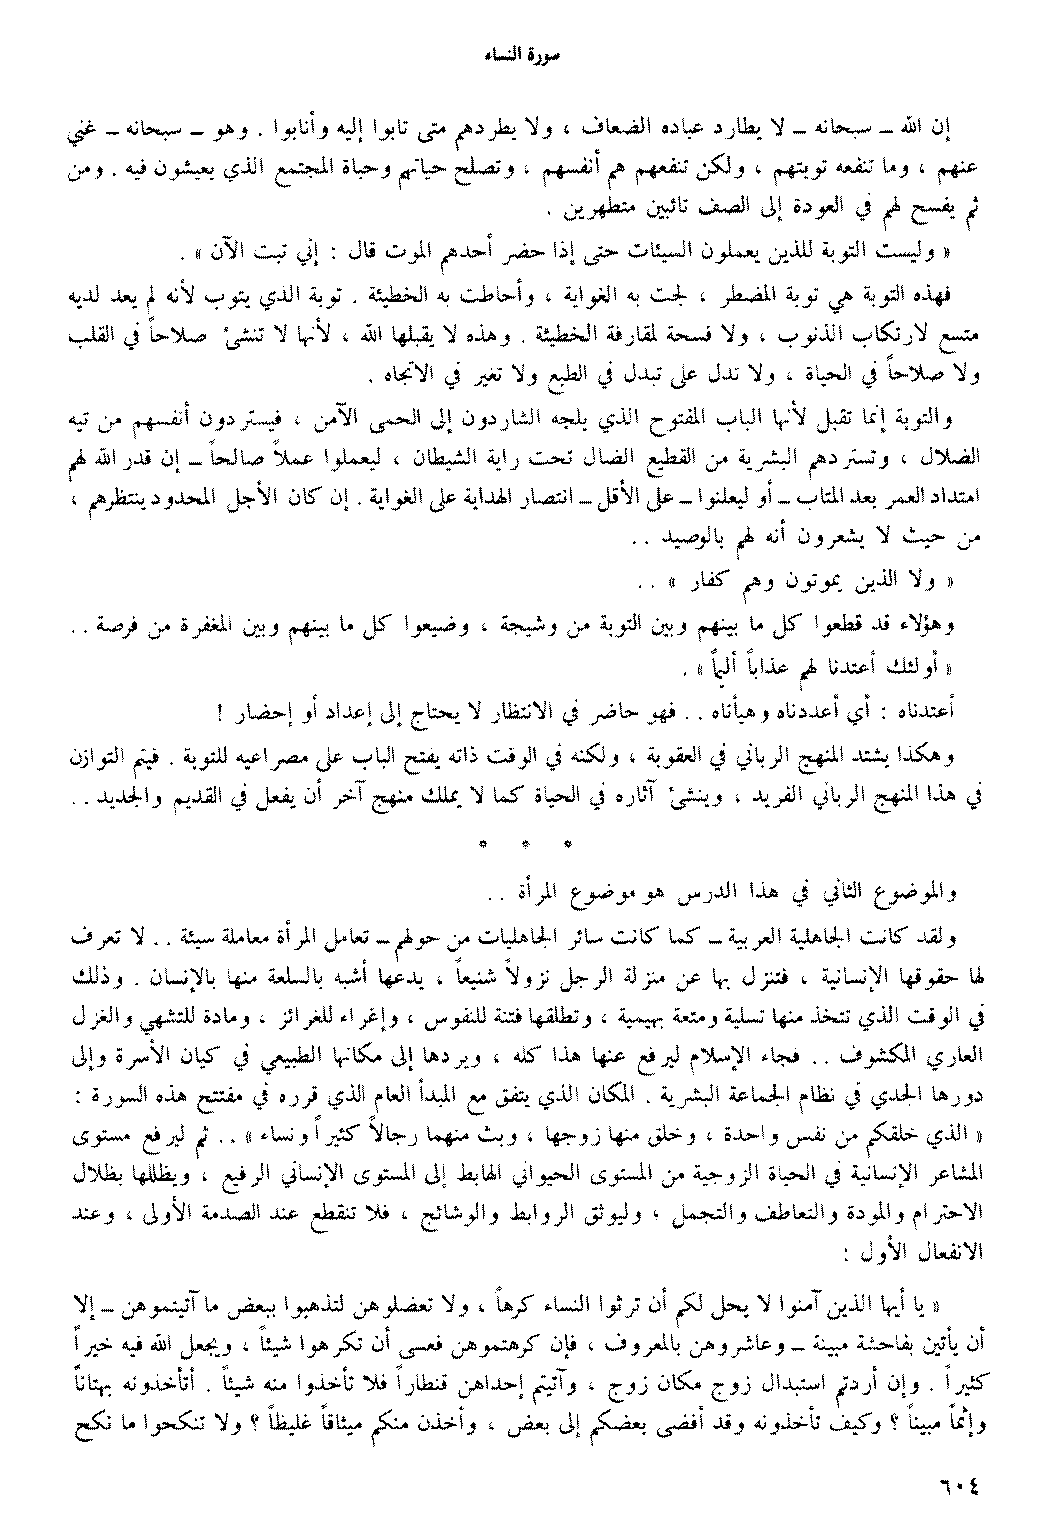 سورة النساء
إن الله – سبحانه – لا يطارد عباده الضعاف ، ولا يطردهم متى تابوا إليه وأنابوا . وهو – سبحانه – غني
عنهم ، وما تنفعه توبتهم ، ولكن تنفعهم هم أنفسهم ، وتصلح حياتهم وحياة المجتمع الذي يعيشون فيه . ومن
ثم يفسح لهم في العودة إلى الصف تائبين متطهرين .
« وليست التوبة للذين يعملون السيئات حتى إذا حضر أحدهم الموت قال : إني تبت الآن » .
فهذه التوبة هي توبة المضطر ، لجت به الغواية ، وأحاطت به الخطيئة . توبة الذي يتوب لأنه لم يعد لديه
متسع لارتكاب الذنوب ، ولا فسحة لمقارفة الخطيئة . وهذه لا يقبلها الله ، لأنها لا تنشئ صلاحاً في القلب
ولا صلاحاً في الحياة ، ولا تدل على تبدل في الطبع ولا تغير في الاتجاه .
والتوبة إنما تقبل لأنها الباب المفتوح الذي يلجه الشاردون إلى الحمى الآمن ، فيستردون أنفسهم من تيه
الضلال ، وتستردهم البشرية من القطيع الضال تحت راية الشيطان ، ليعملوا عملاً صالحاً – إن قدر الله لهم
امتداد العمر بعد المتاب – أو ليعلنوا – على الأقل – انتصار الهداية على الغواية . إن كان الأجل المحدود ينتظرهم ،
من حيث لا يشعرون أنه لهم بالوصيد ..
« ولا الذين يموتون وهم كفار » ..
وهؤلاء قد قطعوا كل ما بينهم وبين التوبة من وشيجة ، وضيعوا كل ما بينهم وبين المغفرة من فرصة ..
« أولئك أعتدنا لهم عذاباً أليماً » .
أعتدناه : أي أعددناه وهيأناه .. فهو حاضر في الانتظار لا يحتاج إلى إعداد أو إحضار !
وهكذا يشتد المنهج الرباني في العقوبة ، ولكنه في الوقت ذاته يفتح الباب على مصراعيه للتوبة . فيتم التوازن
في هذا المنهج الرباني الفريد ، وينشئ آثاره في الحياة كما لا يملك منهج آخر أن يفعل في القديم والجديد ..
* * *
والموضوع الثاني في هذا الدرس هو موضوع المرأة ..
ولقد كانت الجاهلية العربية – كما كانت سائر الجاهليات من حولهم – تعامل المرأة معاملة سيئة .. لا تعرف
لها حقوقها الإنسانية ، فتنزل بها عن منزلة الرجل نزولاً شنيعاً ، يدعها أشبه بالسلعة منها بالإنسان . وذلك
في الوقت الذي تتخذ منها تسلية ومتعة بهيمية ، وتطلقها فتنة للنفوس ، وإغراء للغرائز ، ومادة للتشهي والغزل
العاري المكشوف .. فجاء الإسلام ليرفع عنها هذا كله ، ويردها إلى مكانها الطبيعي في كيان الأسرة وإلى
دورها الجدي في نظام الجماعة البشرية . المكان الذي يتفق مع المبدأ العام الذي قرره في مفتتح هذه السورة :
« الذي خلقكم من نفس واحدة ، وخلق منها زوجها ، وبث منهما رجالاً كثيراً ونساء » .. ثم ليرفع مستوى
المشاعر الإنسانية في الحياة الزوجية من المستوى الحيواني الهابط إلى المستوى الإنساني الرفيع ، ويظللها بظلال
الاحترام والمودة والتعاطف والتجمل ؛ وليوثق الروابط والوشائج ، فلا تنقطع عند الصدمة الأولى ، وعند
الانفعال الأول :
« يا أيها الذين آمنوا لا يحل لكم أن ترثوا النساء كرهاً ، ولا تعضلوهن لتذهبوا ببعض ما آتيتموهن – إلا
أن يأتين بفاحشة مبينة – وعاشروهن بالمعروف ، فإن كرهتموهن فعسى أن تكرهوا شيئاً ، ويجعل الله فيه خيراً
كثيراً . وإن أردتم استبدال زوج مكان زوج ، وآتيتم إحداهن قنطاراً فلا تأخذوا منه شيئاً . أتأخذونه بهتاناً
وإثماً مبيناً ؟ وكيف تأخذونه وقد أفضى بعضكم إلى بعض ، وأخذن منكم ميثاقاً غليظاً ؟ ولا تنكحوا ما نكح
٦٠٤